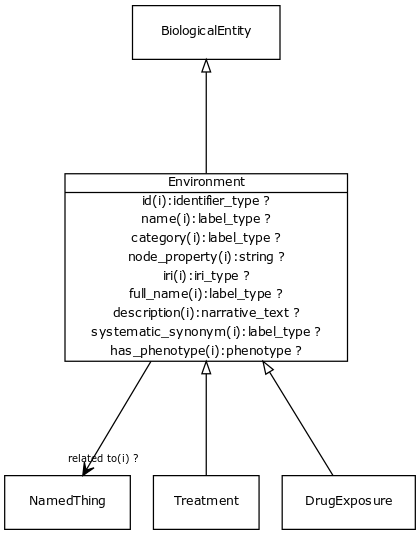 BiologicalEntity
Environment
id(i):identifier_type ?
name(i):label_type ?
category(i):label_type ?
node_property(i):string ?
iri(i):iri_type ?
full_name(i):label_type ?
description(i):narrative_text ?
systematic_synonym(i):label_type ?
has_phenotype(i):phenotype ?
related to(i) ?
NamedThing
Treatment
DrugExposure